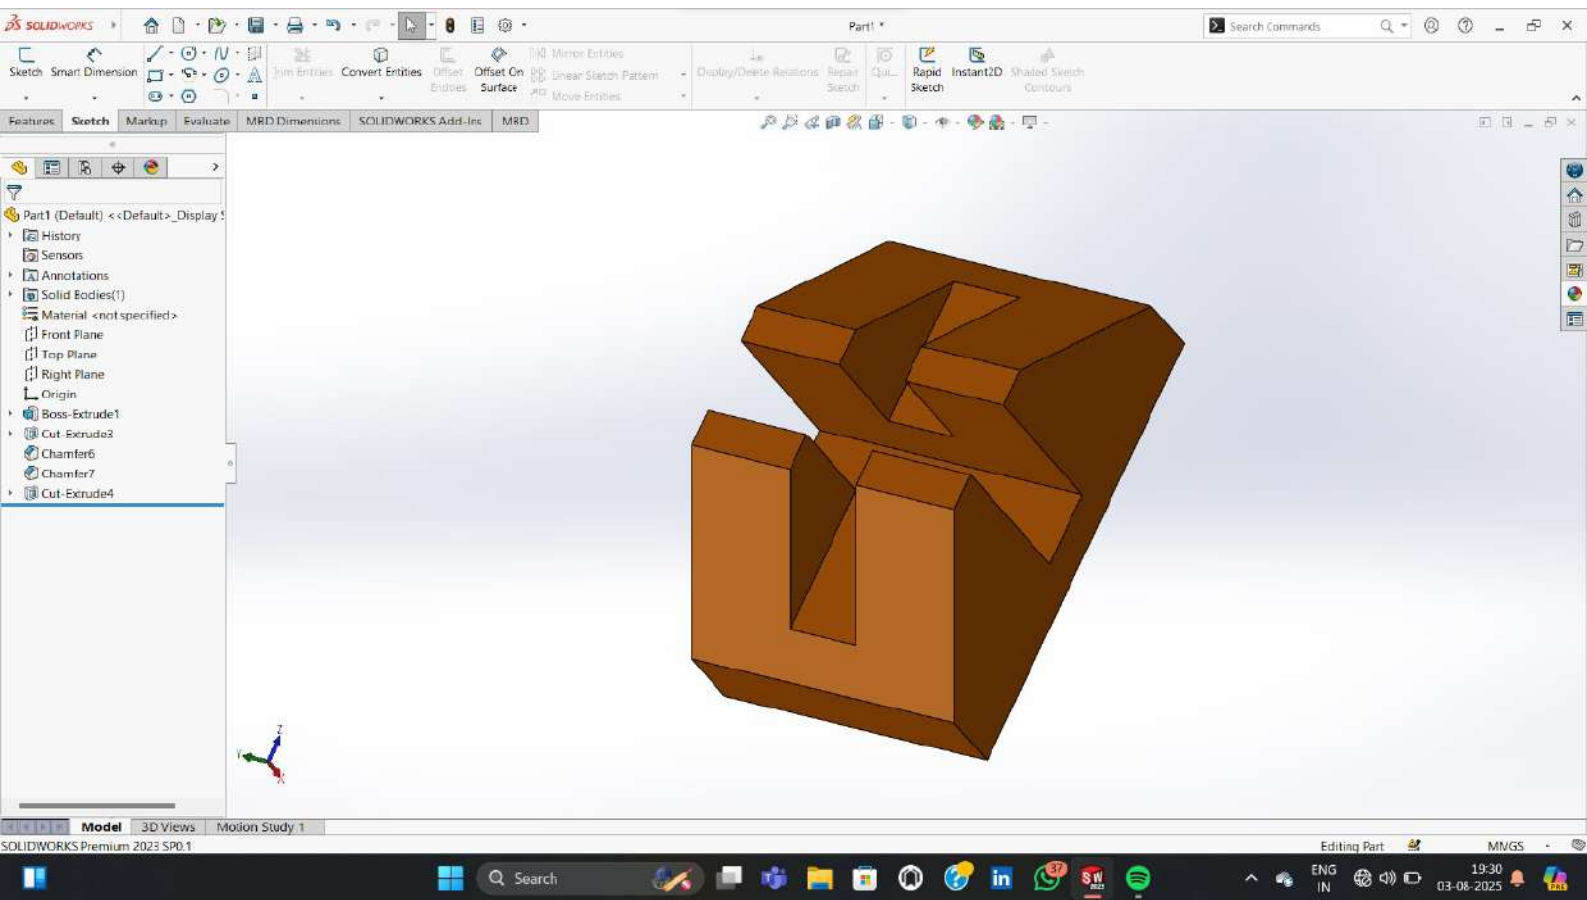 SOLIDWORKS
Part1 *
Search Commands
Sketch
Smart Dimension
Trim Entities
Convert Entities
Offset Entities
Offset On Surface
Mirror Entities
Linear Sketch Pattern
Move Entities
Display/Delete Relations
Repair Sketch
Qui...
Rapid Sketch
Instant2D
Shaded Sketch Contours
Features Sketch Markup Evaluate MBD Dimensions SOLIDWORKS Add-Ins MBD
Part1 (Default) <<Default>_Display S
History
Sensors
Annotations
Solid Bodies(1)
Material <not specified>
Front Plane
Top Plane
Right Plane
Origin
Boss-Extrude1
Cut-Extrude3
Chamfer6
Chamfer7
Cut-Extrude4
Z
Y
X
Model 3D Views Motion Study 1
SOLIDWORKS Premium 2023 SP0.1
Editing Part
MMGS
Search
37
ENG
IN
19:30
03-08-2025